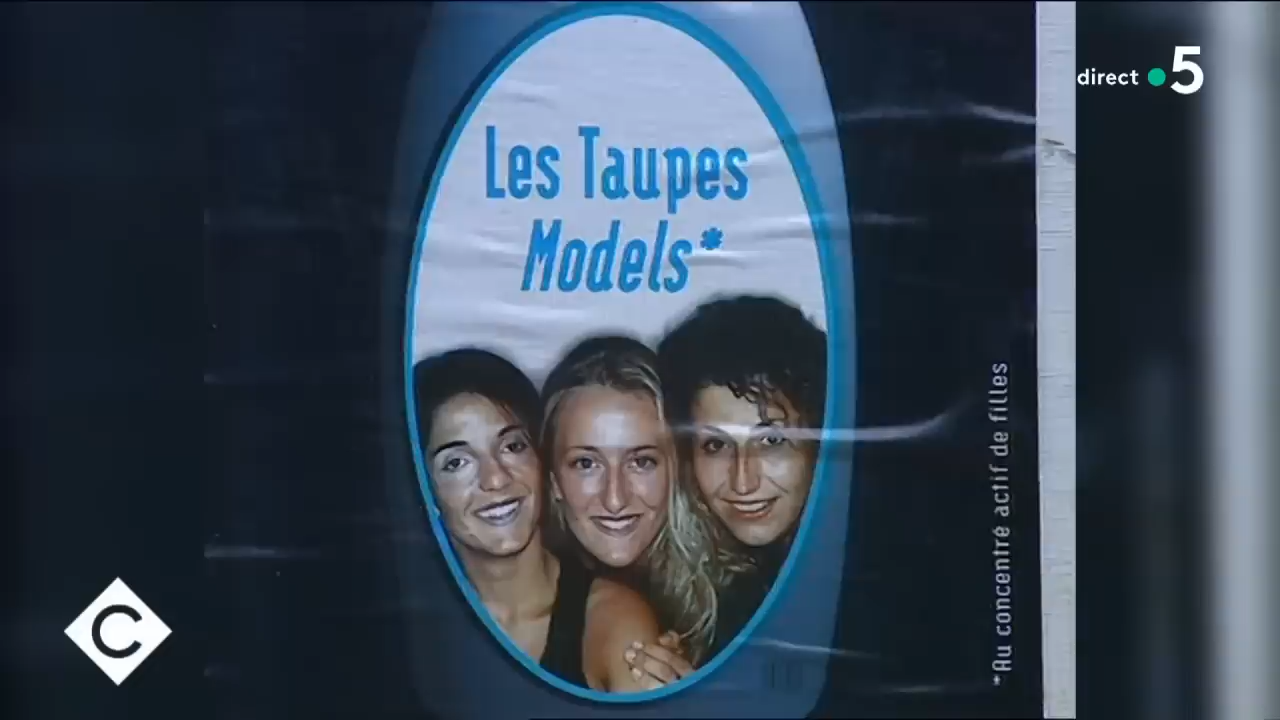 Les Taupes
Models*
*Au concentré actif de filles
direct 5
C